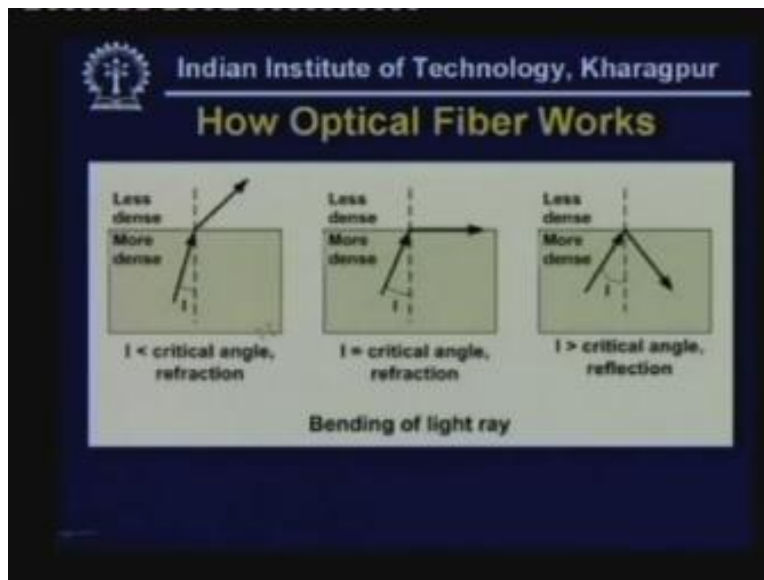 Indian Institute of Technology, Kharagpur
How Optical Fiber Works
Less
dense
More
dense
I
I < critical angle,
refraction
Less
dense
More
dense
I
I = critical angle,
refraction
Less
dense
More
dense
I
I > critical angle,
reflection
Bending of light ray